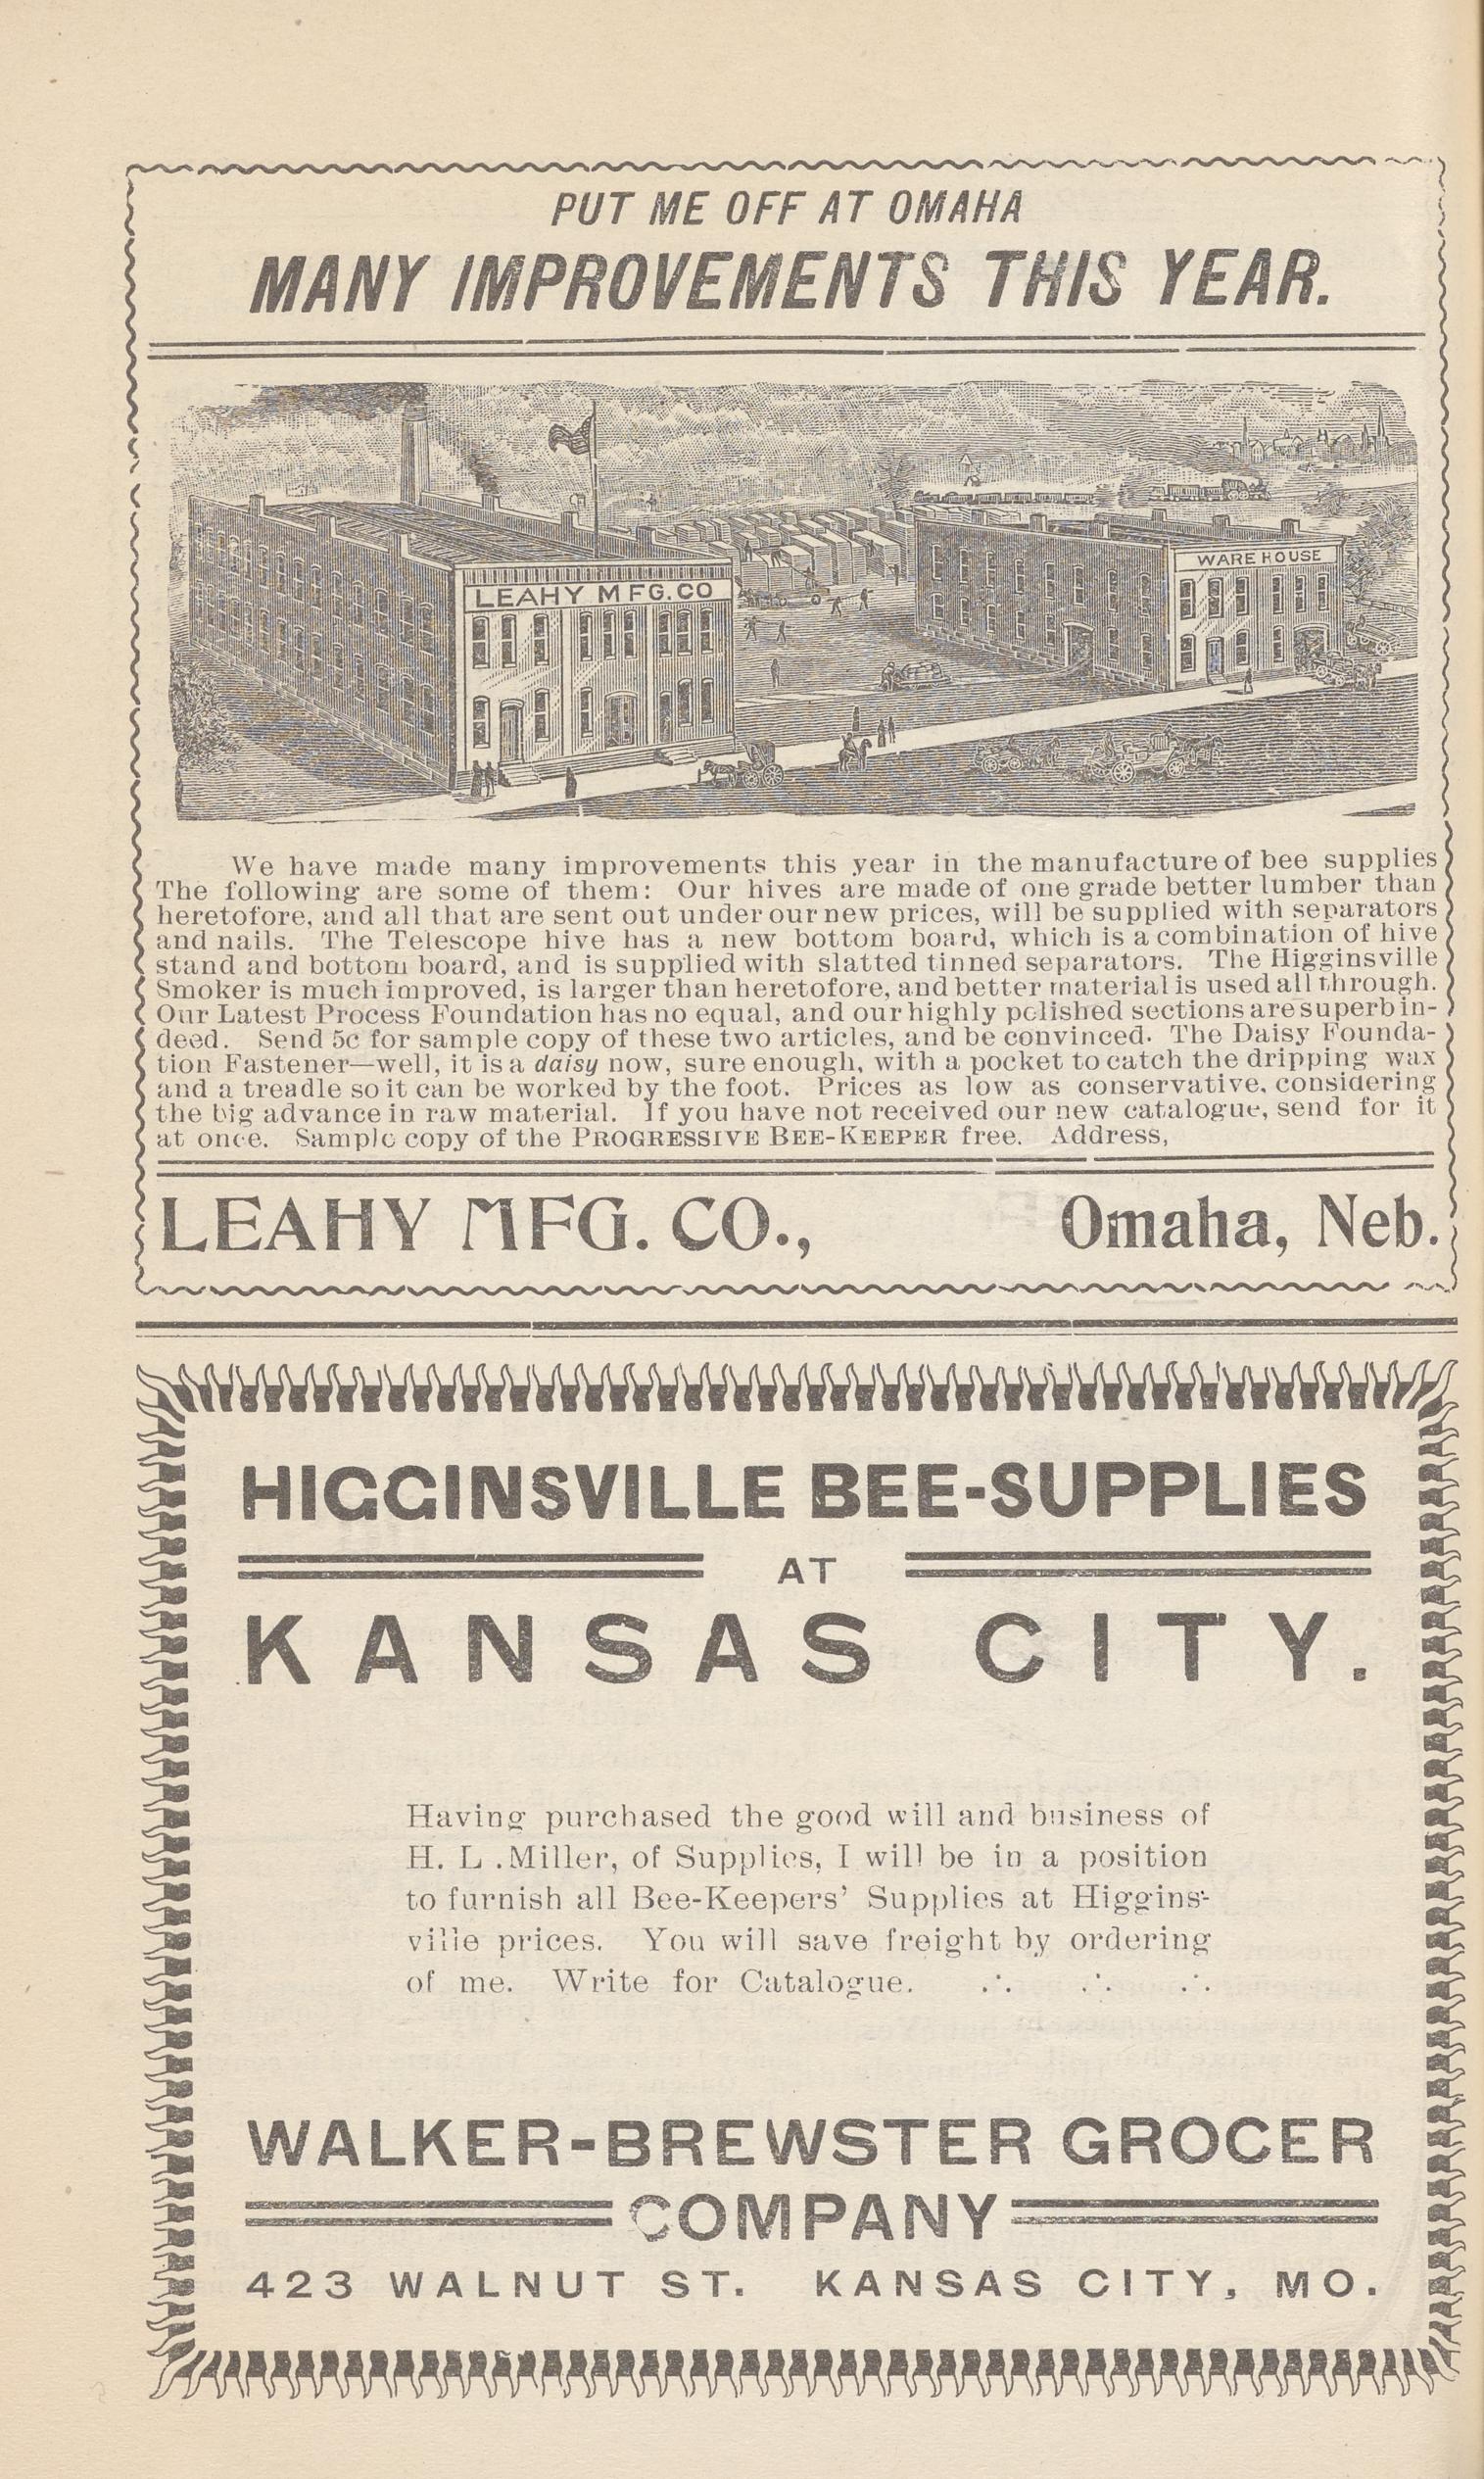 PUT ME OFF AT OMAHA
MANY IMPROVEMENTS THIS YEAR.
LEAHY MFG.CO
WARE HOUSE
We have made many improvements this year in the manufacture of bee supplies
The following are some of them: Our hives are made of one grade better lumber than
heretofore, and all that are sent out under our new prices, will be supplied with separators
and nails. The Telescope hive has a new bottom board, which is a combination of hive
stand and bottom board, and is supplied with slatted tinned separators. The Higginsville
Smoker is much improved, is larger than heretofore, and better material is used all through.
Our Latest Process Foundation has no equal, and our highly polished sections are superb in-
deed. Send 5c for sample copy of these two articles, and be convinced. The Daisy Founda-
tion Fastener—well, it is a daisy now, sure enough, with a pocket to catch the dripping wax
and a treadle so it can be worked by the foot. Prices as low as conservative, considering
the big advance in raw material. If you have not received our new catalogue, send for it
at once. Sample copy of the PROGRESSIVE BEE-KEEPER free. Address,
LEAHY MFG. CO., Omaha, Neb.
HIGGINSVILLE BEE-SUPPLIES
AT
KANSAS CITY.
Having purchased the good will and business of
H. L .Miller, of Supplies, I will be in a position
to furnish all Bee-Keepers' Supplies at Higgins-
ville prices. You will save freight by ordering
of me. Write for Catalogue. ∴ ∴ ∴
WALKER-BREWSTER GROCER
COMPANY
423 WALNUT ST. KANSAS CITY, MO.